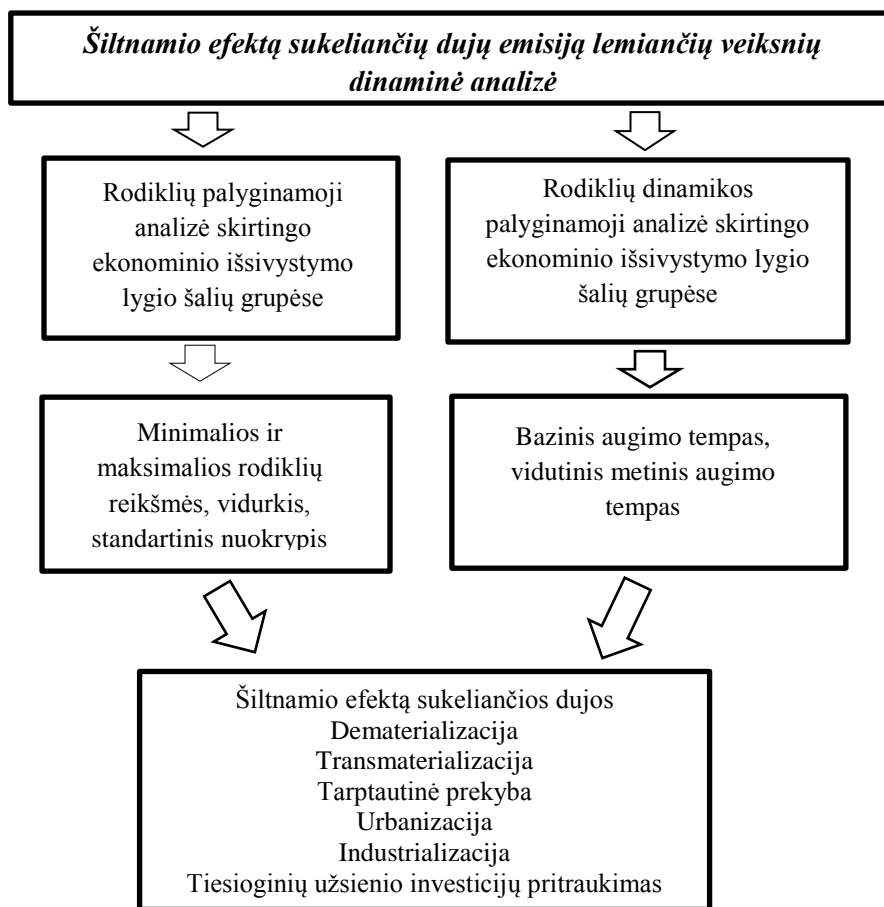 Šiltnamio efektą sukeliančių dujų emisiją lemiančių veiksnių
dinaminė analizė
Rodiklių palyginamoji
analizė skirtingo
ekonominio išsivystymo
lygio šalių grupėse
Rodiklių dinamikos
palyginamoji analizė skirtingo
ekonominio išsivystymo lygio
šalių grupėse
Minimalios ir
maksimalios rodiklių
reikšmės, vidurkis,
standartinis nuokrypis
Bazinis augimo tempas,
vidutinis metinis augimo
tempas
Šiltnamio efektą sukeliančios dujos
Dematerializacija
Transmaterializacija
Tarptautinė prekyba
Urbanizacija
Industrializacija
Tiesioginių užsienio investicijų pritraukimas